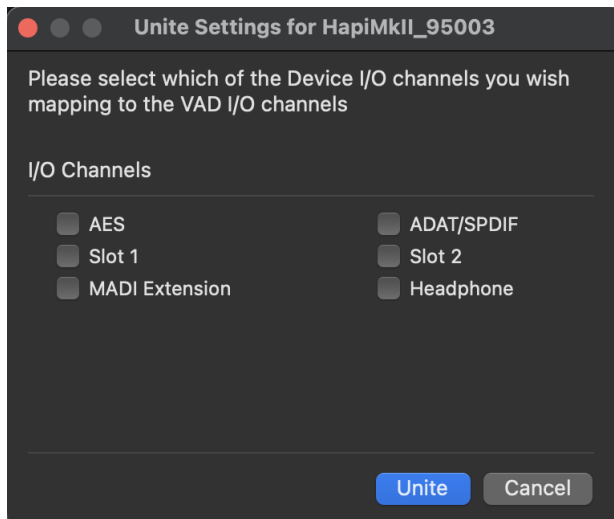 Unite Settings for HapiMkII_95003
Please select which of the Device I/O channels you wish
mapping to the VAD I/O channels
I/O Channels
AES
ADAT/SPDIF
Slot 1
Slot 2
MADI Extension
Headphone
Unite
Cancel